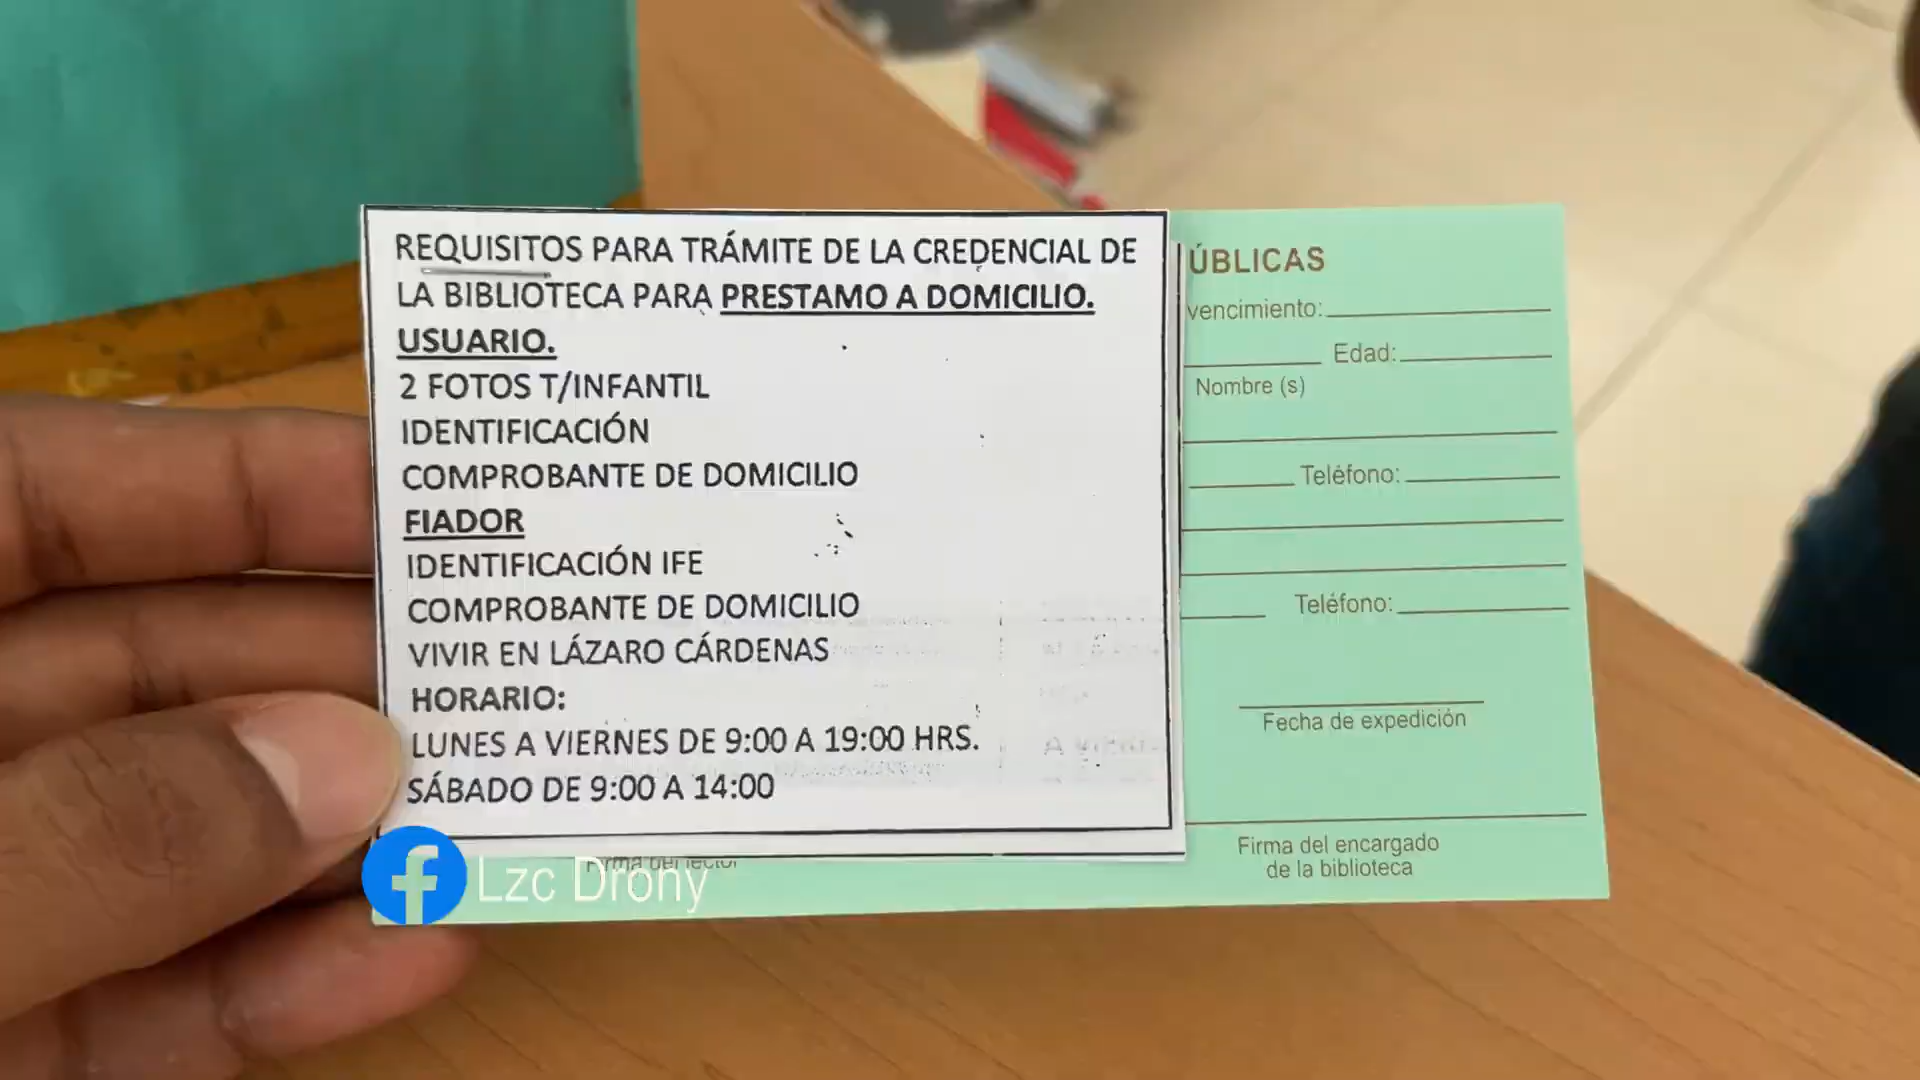 REQUISITOS PARA TRÁMITE DE LA CREDENCIAL DE
LA BIBLIOTECA PARA PRESTAMO A DOMICILIO.
USUARIO.
2 FOTOS T/INFANTIL
IDENTIFICACIÓN
COMPROBANTE DE DOMICILIO
FIADOR
IDENTIFICACIÓN IFE
COMPROBANTE DE DOMICILIO
VIVIR EN LÁZARO CÁRDENAS
HORARIO:
LUNES A VIERNES DE 9:00 A 19:00 HRS.
SÁBADO DE 9:00 A 14:00
ÚBLICAS
vencimiento:
Edad:
Nombre (s)
Teléfono:
Teléfono:
Fecha de expedición
Firma del encargado
de la biblioteca
Firma del lector
Lzc Drony